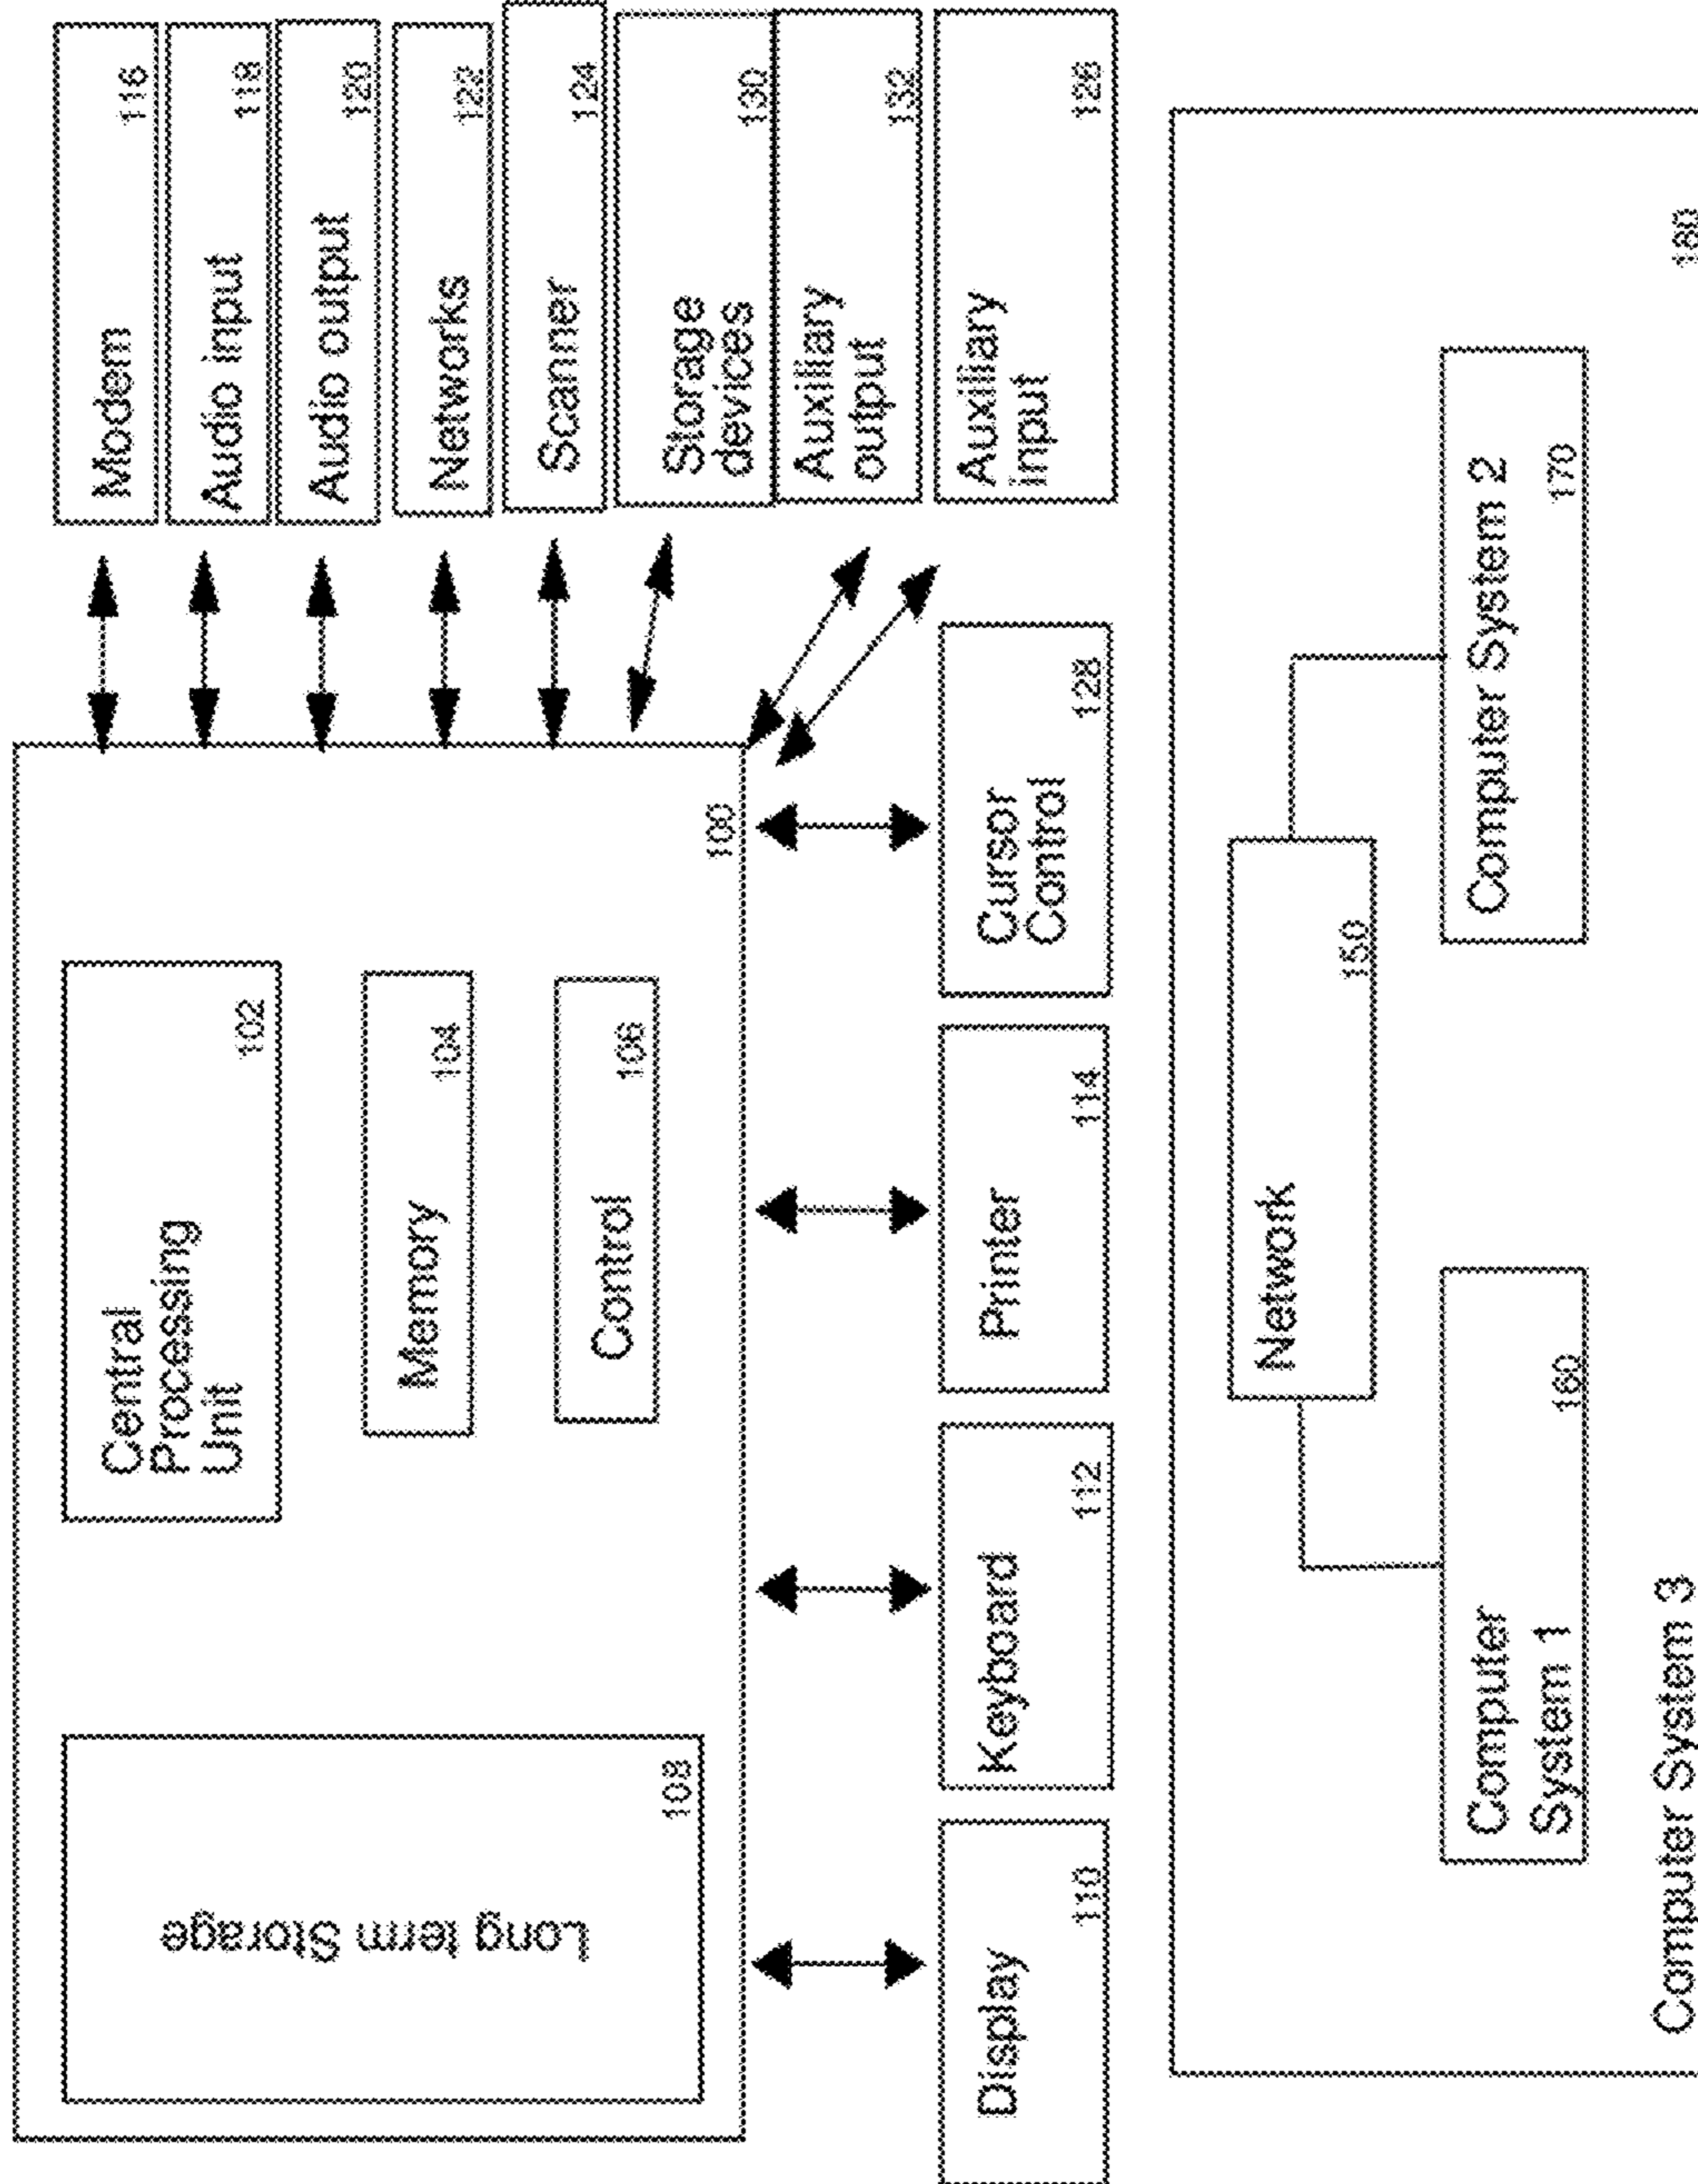 Long term Storage
108
Central
Processing
Unit
102
Memory
104
Control
106
100
Modem
116
Audio input
118
Audio output
120
Networks
122
Scanner
124
Storage
devices
130
Auxiliary
output
132
Auxiliary
input
126
Display
110
Keyboard
112
Printer
114
Cursor
Control
128
Network
150
Computer
System 1
160
Computer System 2
170
Computer System 3
180